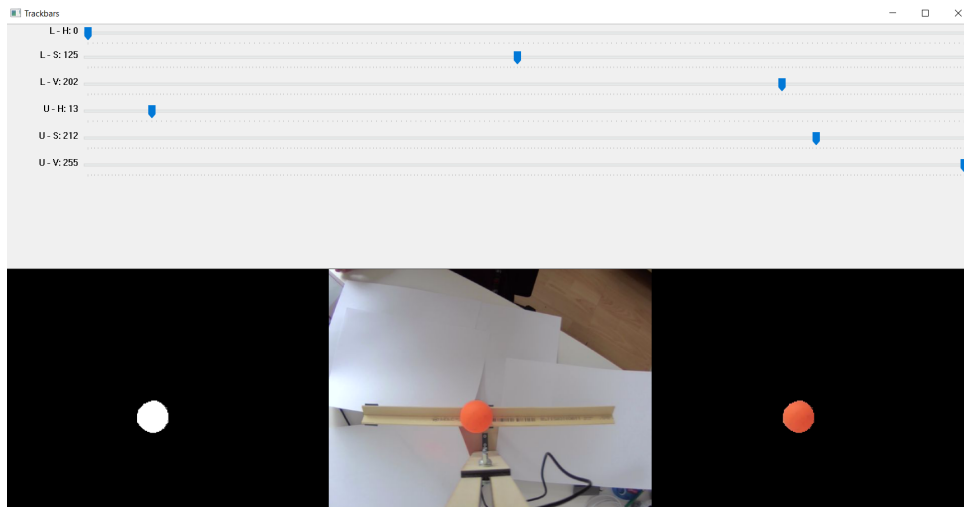 Trackbars
L - H: 0
L - S: 125
L - V: 202
U - H: 13
U - S: 212
U - V: 255